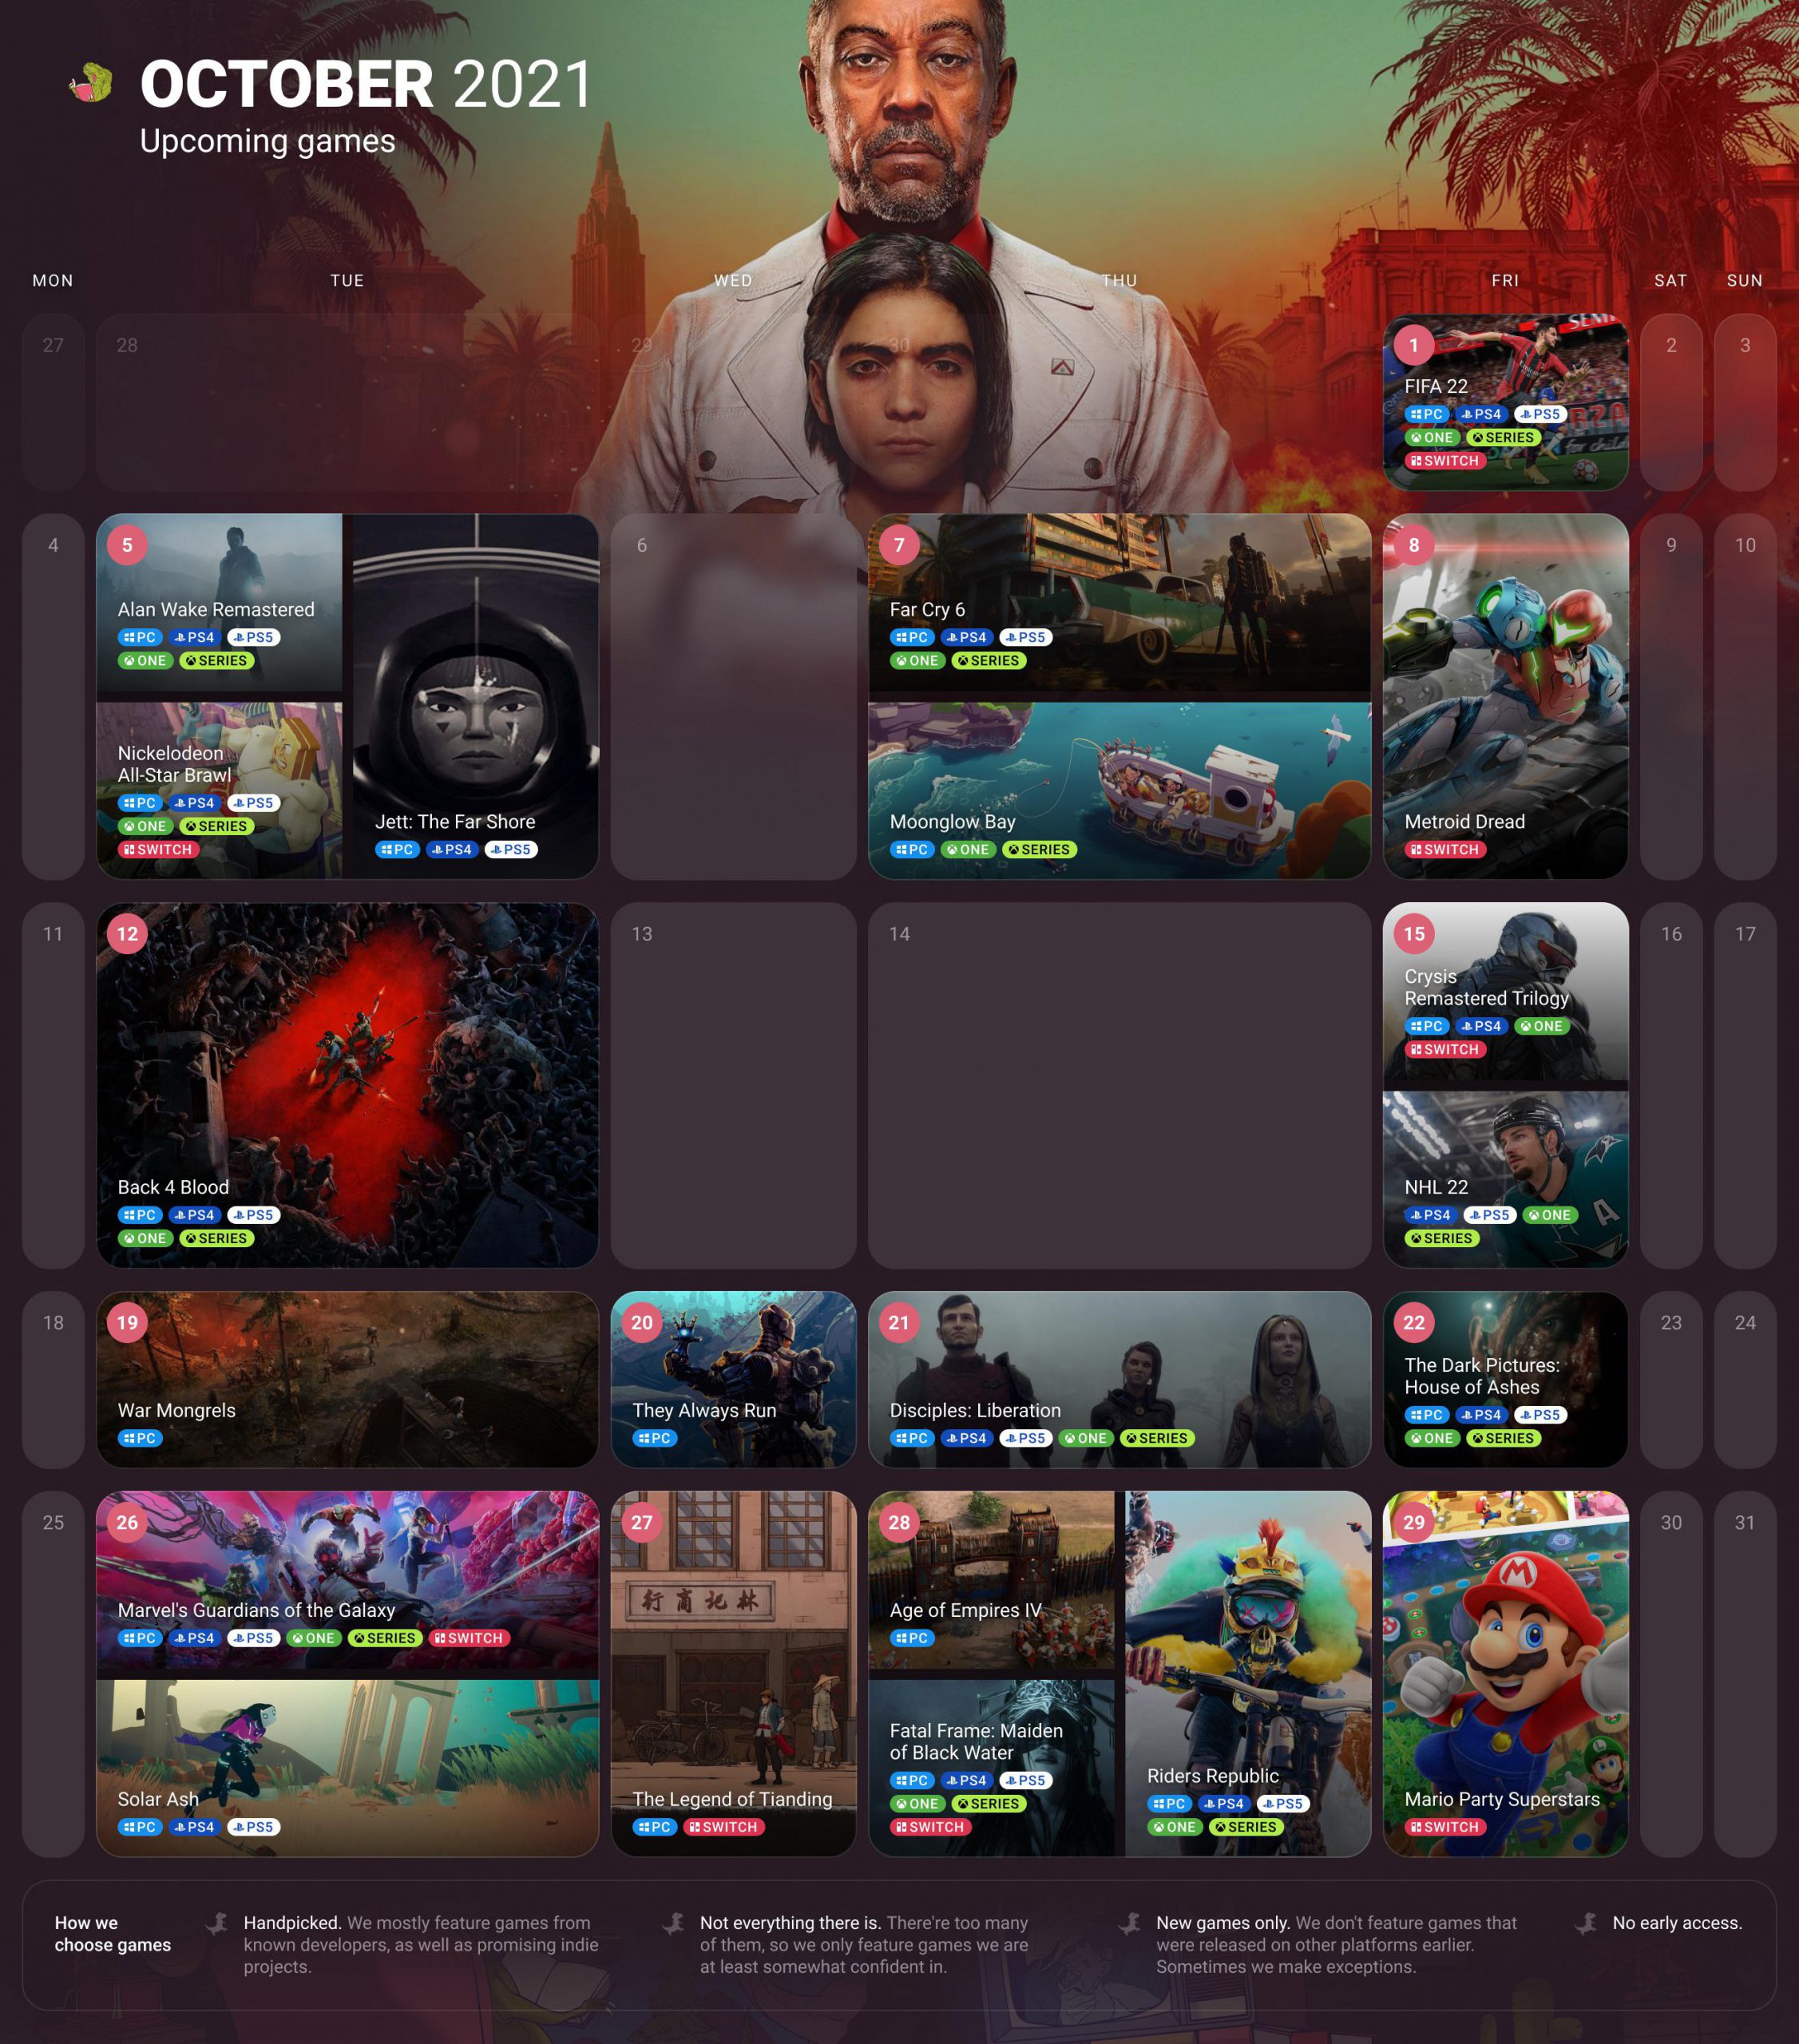 OCTOBER 2021
Upcoming games
MON
TUE
WED
THU
FRI
SAT
SUN
27
28
29
30
1
FIFA 22
PC PS4 PS5
ONE SERIES
SWITCH
2
3
4
5
Alan Wake Remastered
PC PS4 PS5
ONE SERIES
Nickelodeon
All-Star Brawl
PC PS4 PS5
ONE SERIES
SWITCH
Jett: The Far Shore
PC PS4 PS5
6
7
Far Cry 6
PC PS4 PS5
ONE SERIES
Moonglow Bay
PC ONE SERIES
8
Metroid Dread
SWITCH
9
10
11
12
Back 4 Blood
PC PS4 PS5
ONE SERIES
13
14
15
Crysis
Remastered Trilogy
PC PS4 ONE
SWITCH
NHL 22
PS4 PS5 ONE
SERIES
A
16
17
18
19
War Mongrels
PC
20
They Always Run
PC
21
Disciples: Liberation
PC PS4 PS5 ONE SERIES
22
The Dark Pictures:
House of Ashes
PC PS4 PS5
ONE SERIES
23
24
25
26
Marvel's Guardians of the Galaxy
PC PS4 PS5 ONE SERIES SWITCH
Solar Ash
PC PS4 PS5
27
行商北林
The Legend of Tianding
PC SWITCH
28
Age of Empires IV
PC
Fatal Frame: Maiden
of Black Water
PC PS4 PS5
ONE SERIES
SWITCH
Riders Republic
PC PS4 PS5
ONE SERIES
29
M
Mario Party Superstars
SWITCH
30
31
How we
choose games
Handpicked. We mostly feature games from
known developers, as well as promising indie
projects.
Not everything there is. There're too many
of them, so we only feature games we are
at least somewhat confident in.
New games only. We don't feature games that
were released on other platforms earlier.
Sometimes we make exceptions.
No early access.